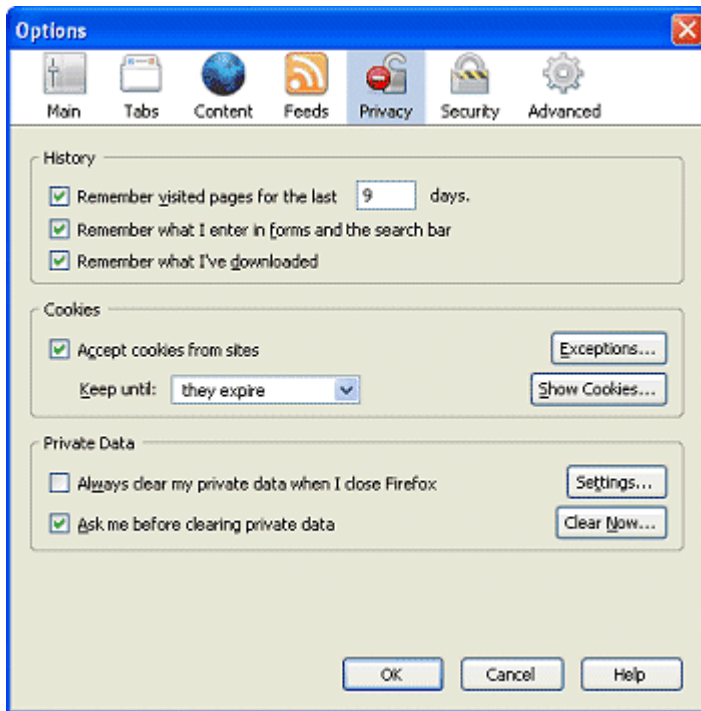 Options
Main Tabs Content Feeds Privacy Security Advanced
History
Remember visited pages for the last 9 days.
Remember what I enter in forms and the search bar
Remember what I've downloaded
Cookies
Accept cookies from sites Exceptions...
Keep until: they expire Show Cookies...
Private Data
Always clear my private data when I close Firefox Settings...
Ask me before clearing private data Clear Now...
OK Cancel Help